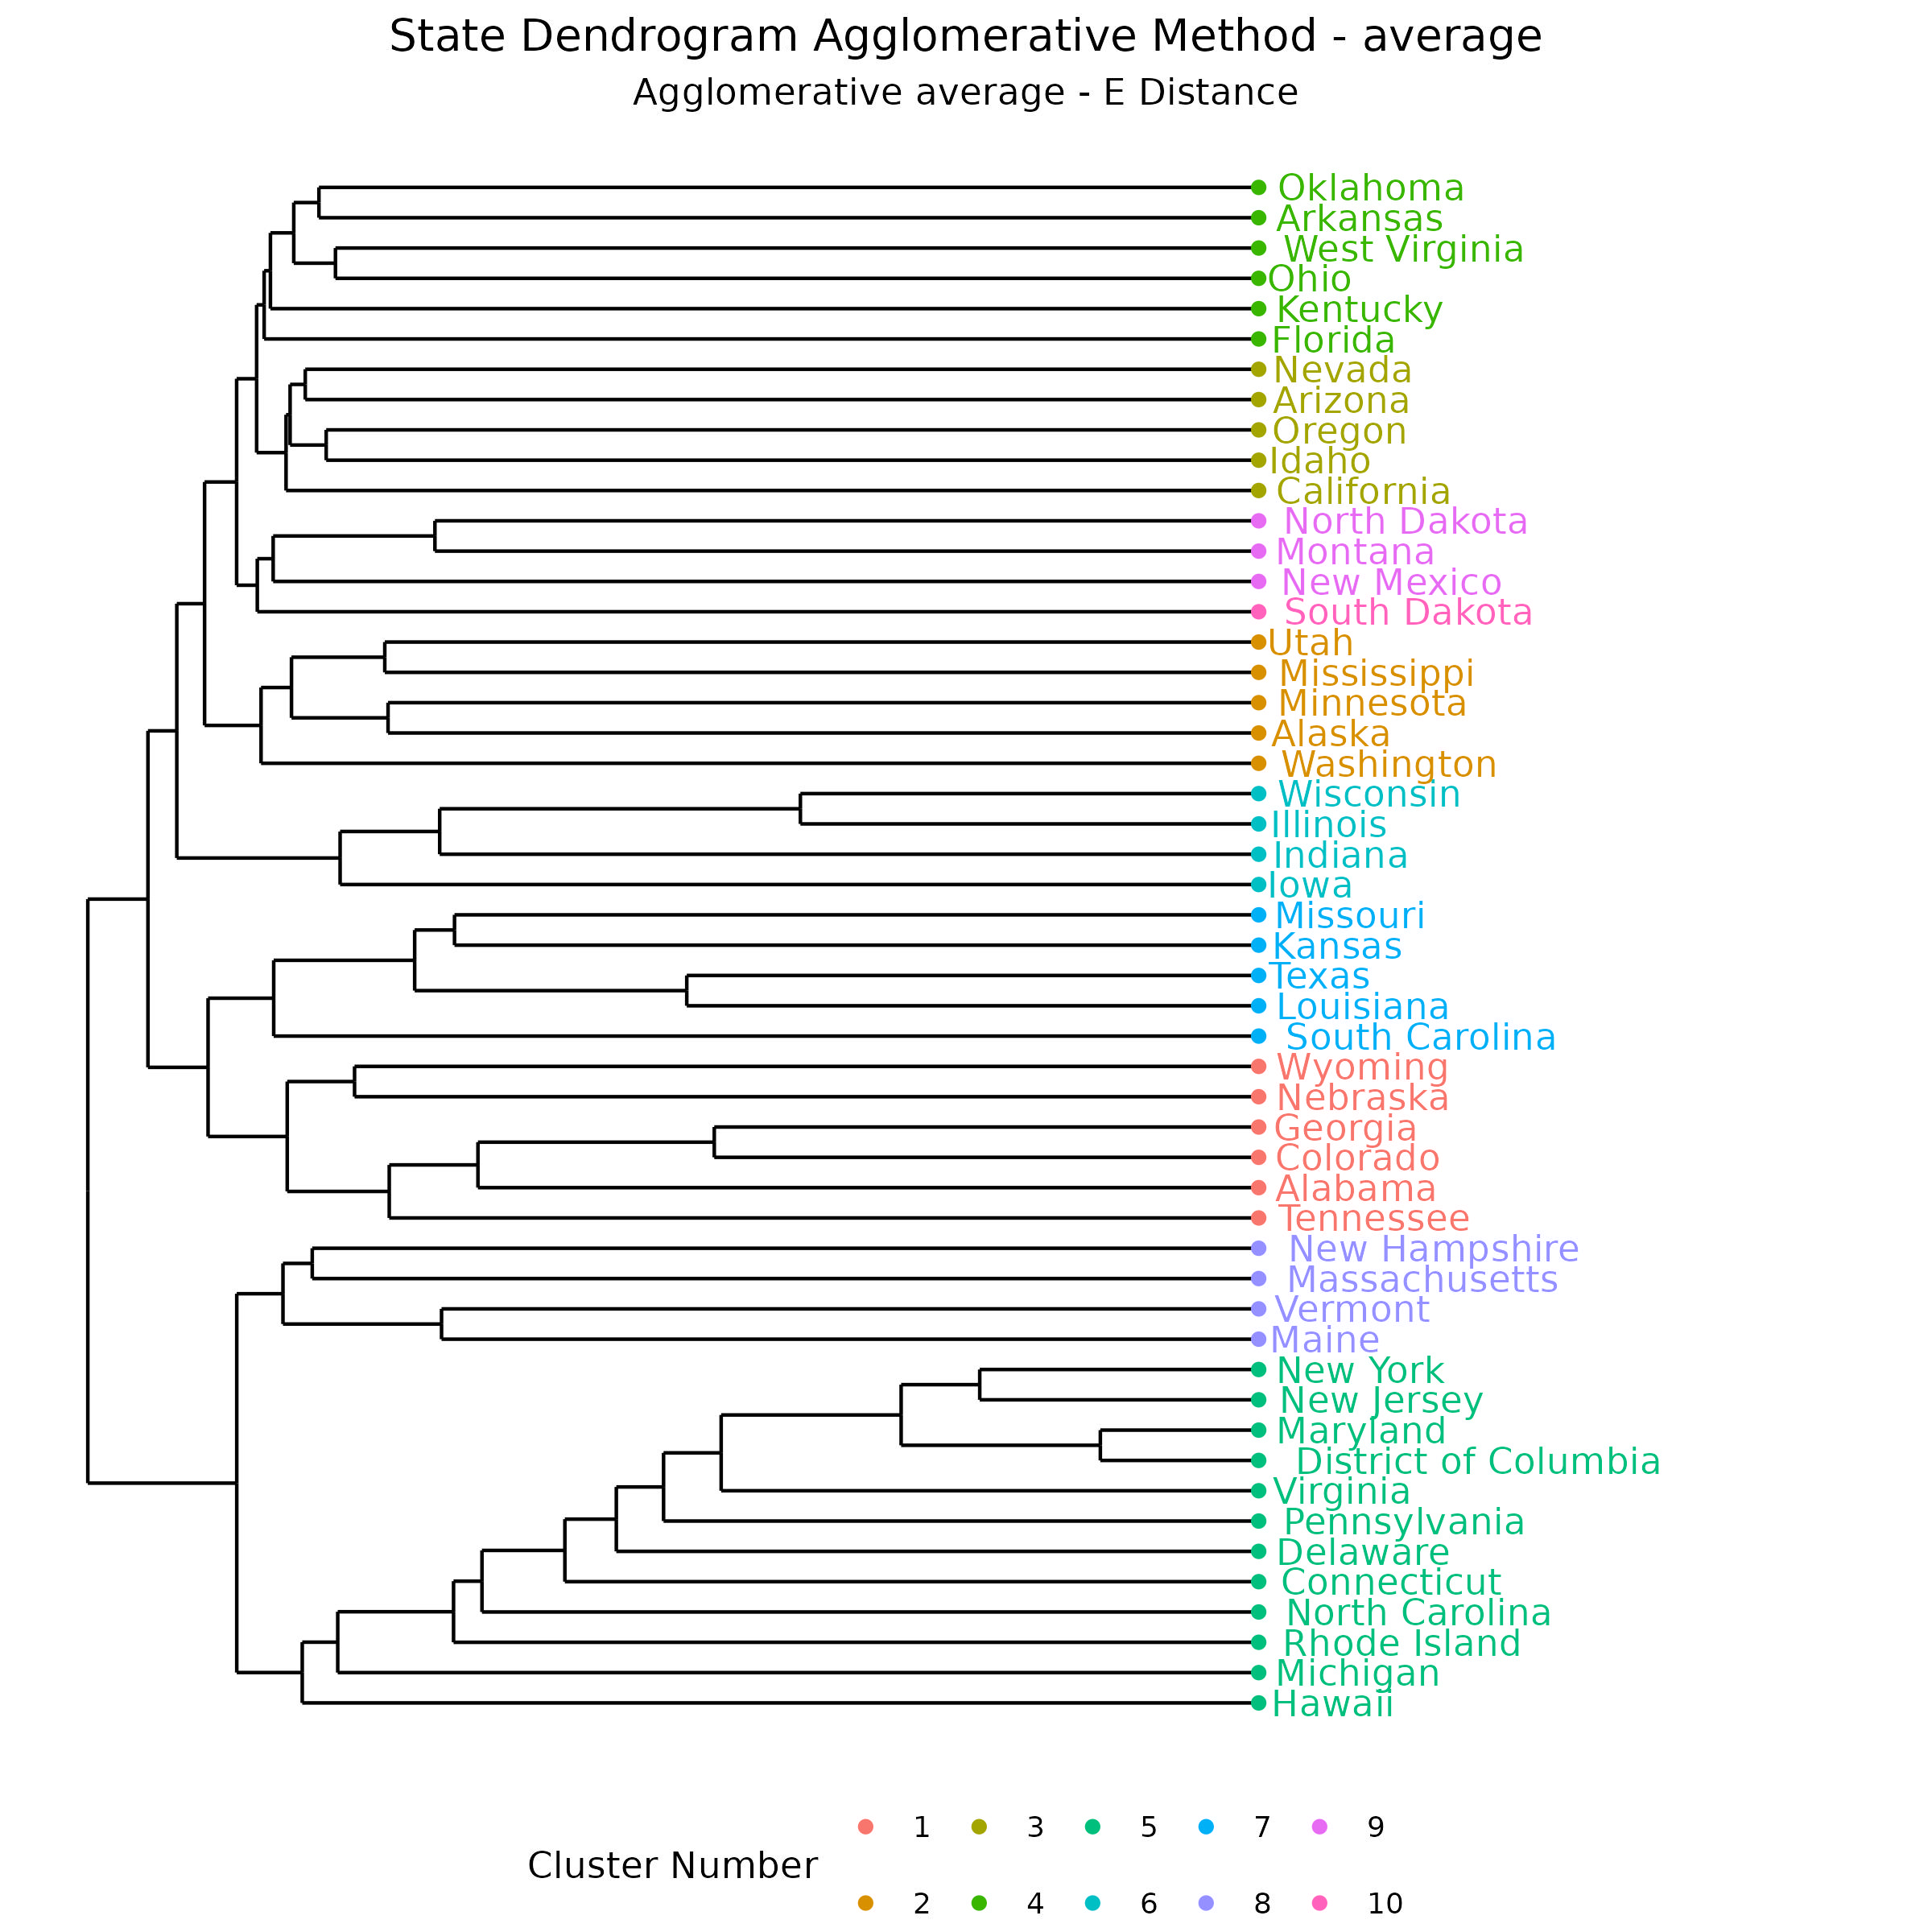 State Dendrogram Agglomerative Method - average
Agglomerative average - E Distance
Oklahoma
Arkansas
West Virginia
Ohio
Kentucky
Florida
Nevada
Arizona
Oregon
Idaho
California
North Dakota
Montana
New Mexico
South Dakota
Utah
Mississippi
Minnesota
Alaska
Washington
Wisconsin
Illinois
Indiana
Iowa
Missouri
Kansas
Texas
Louisiana
South Carolina
Wyoming
Nebraska
Georgia
Colorado
Alabama
Tennessee
New Hampshire
Massachusetts
Vermont
Maine
New York
New Jersey
Maryland
District of Columbia
Virginia
Pennsylvania
Delaware
Connecticut
North Carolina
Rhode Island
Michigan
Hawaii
1 3 5 7 9
Cluster Number
2 4 6 8 10